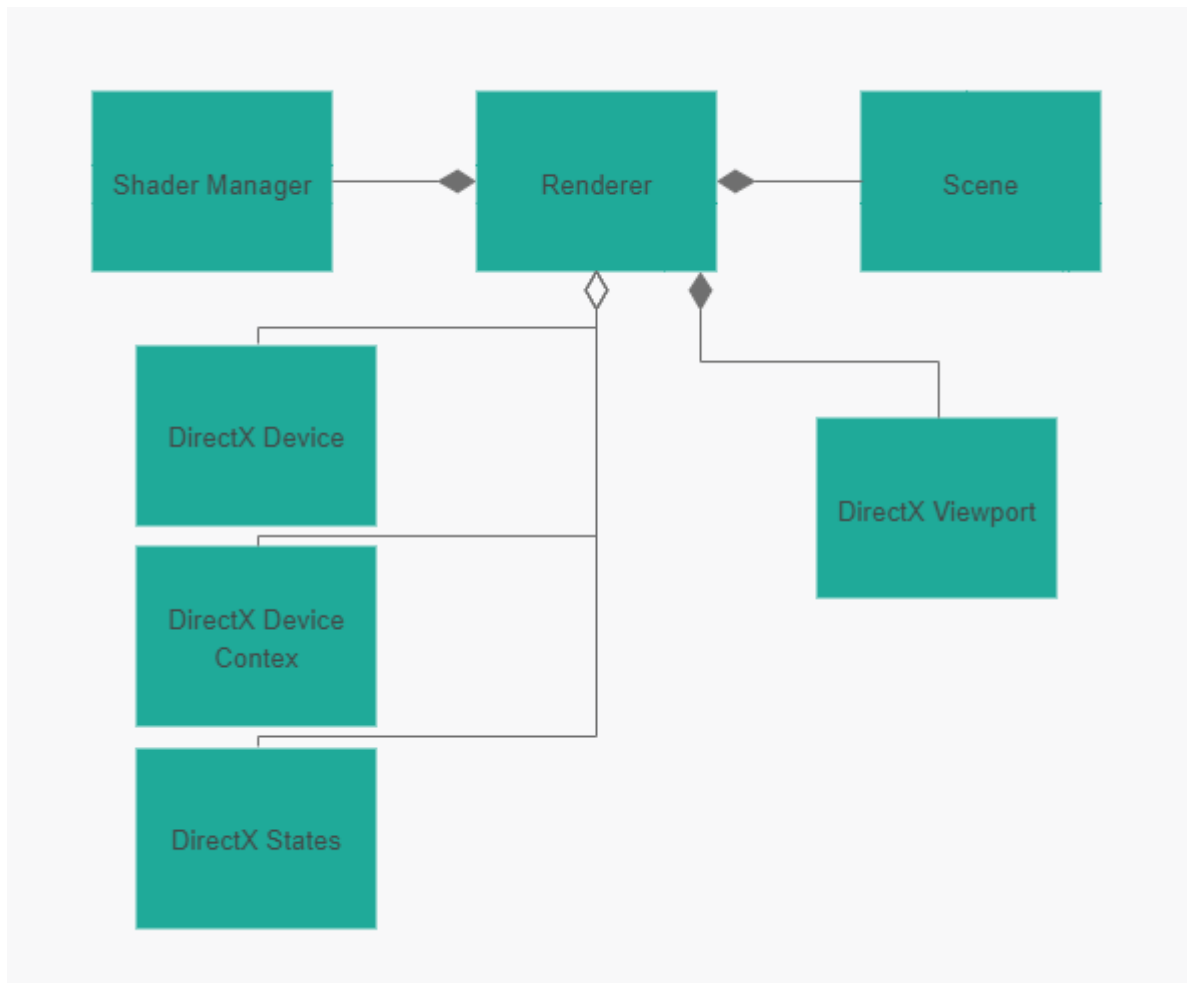 Shader Manager
Renderer
Scene
DirectX Device
DirectX Viewport
DirectX Device
Contex
DirectX States